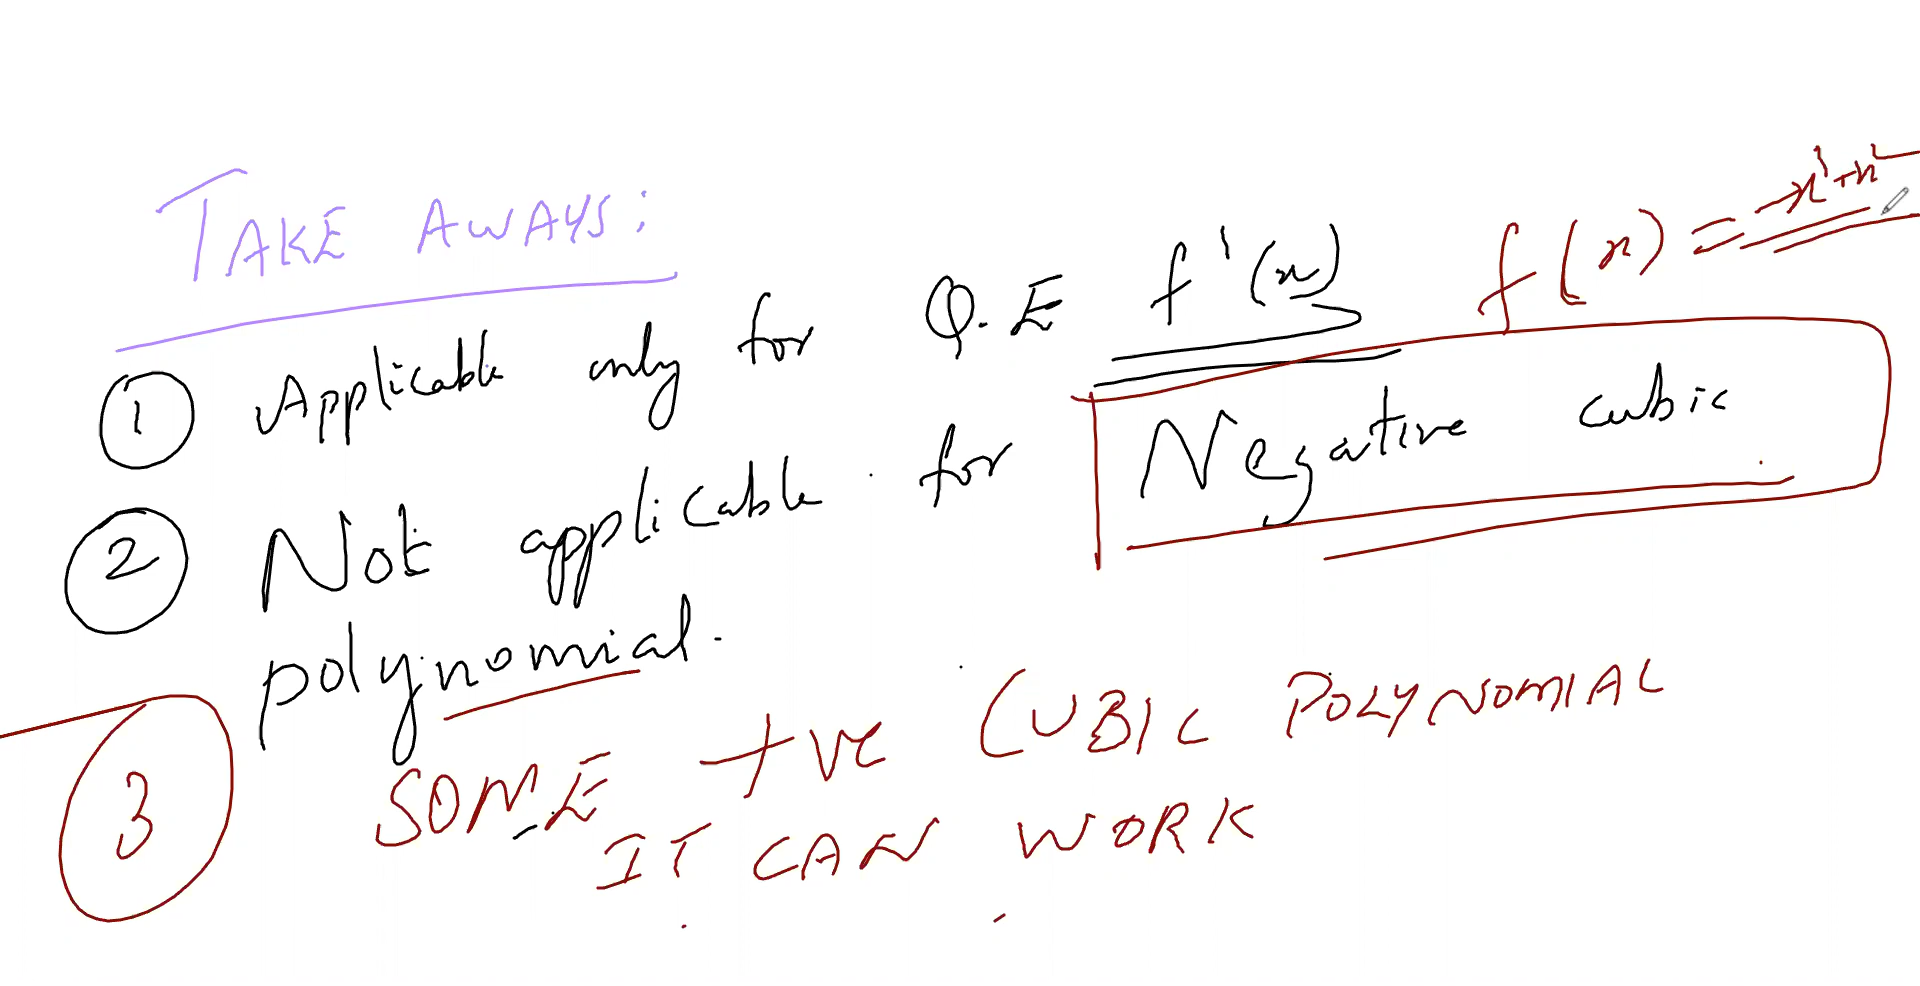 TAKE AWAYS:
① Applicable only for Q.E f'(x) f(x) = -x³+x²
② Not applicable for Negative cubic
polynomial.
③ SOME +ve CUBIC POLYNOMIAL
IT CAN WORK